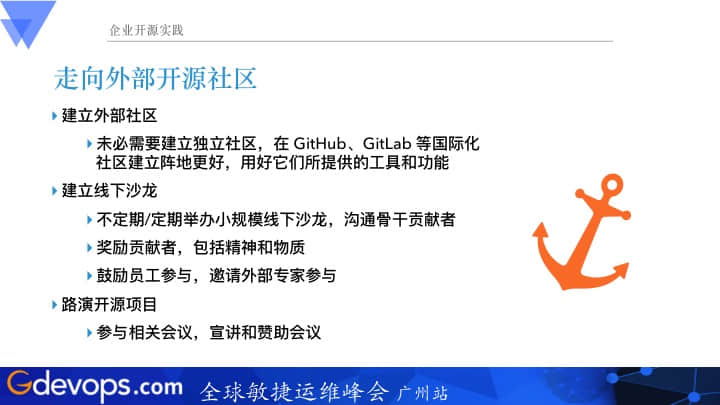 企业开源实践
走向外部开源社区
建立外部社区
未必需要建立独立社区，在 GitHub、GitLab 等国际化
社区建立阵地更好，用好它们所提供的工具和功能
建立线下沙龙
不定期/定期举办小规模线下沙龙，沟通骨干贡献者
奖励贡献者，包括精神和物质
鼓励员工参与，邀请外部专家参与
路演开源项目
参与相关会议，宣讲和赞助会议
Gdevops.com 全球敏捷运维峰会 广州站